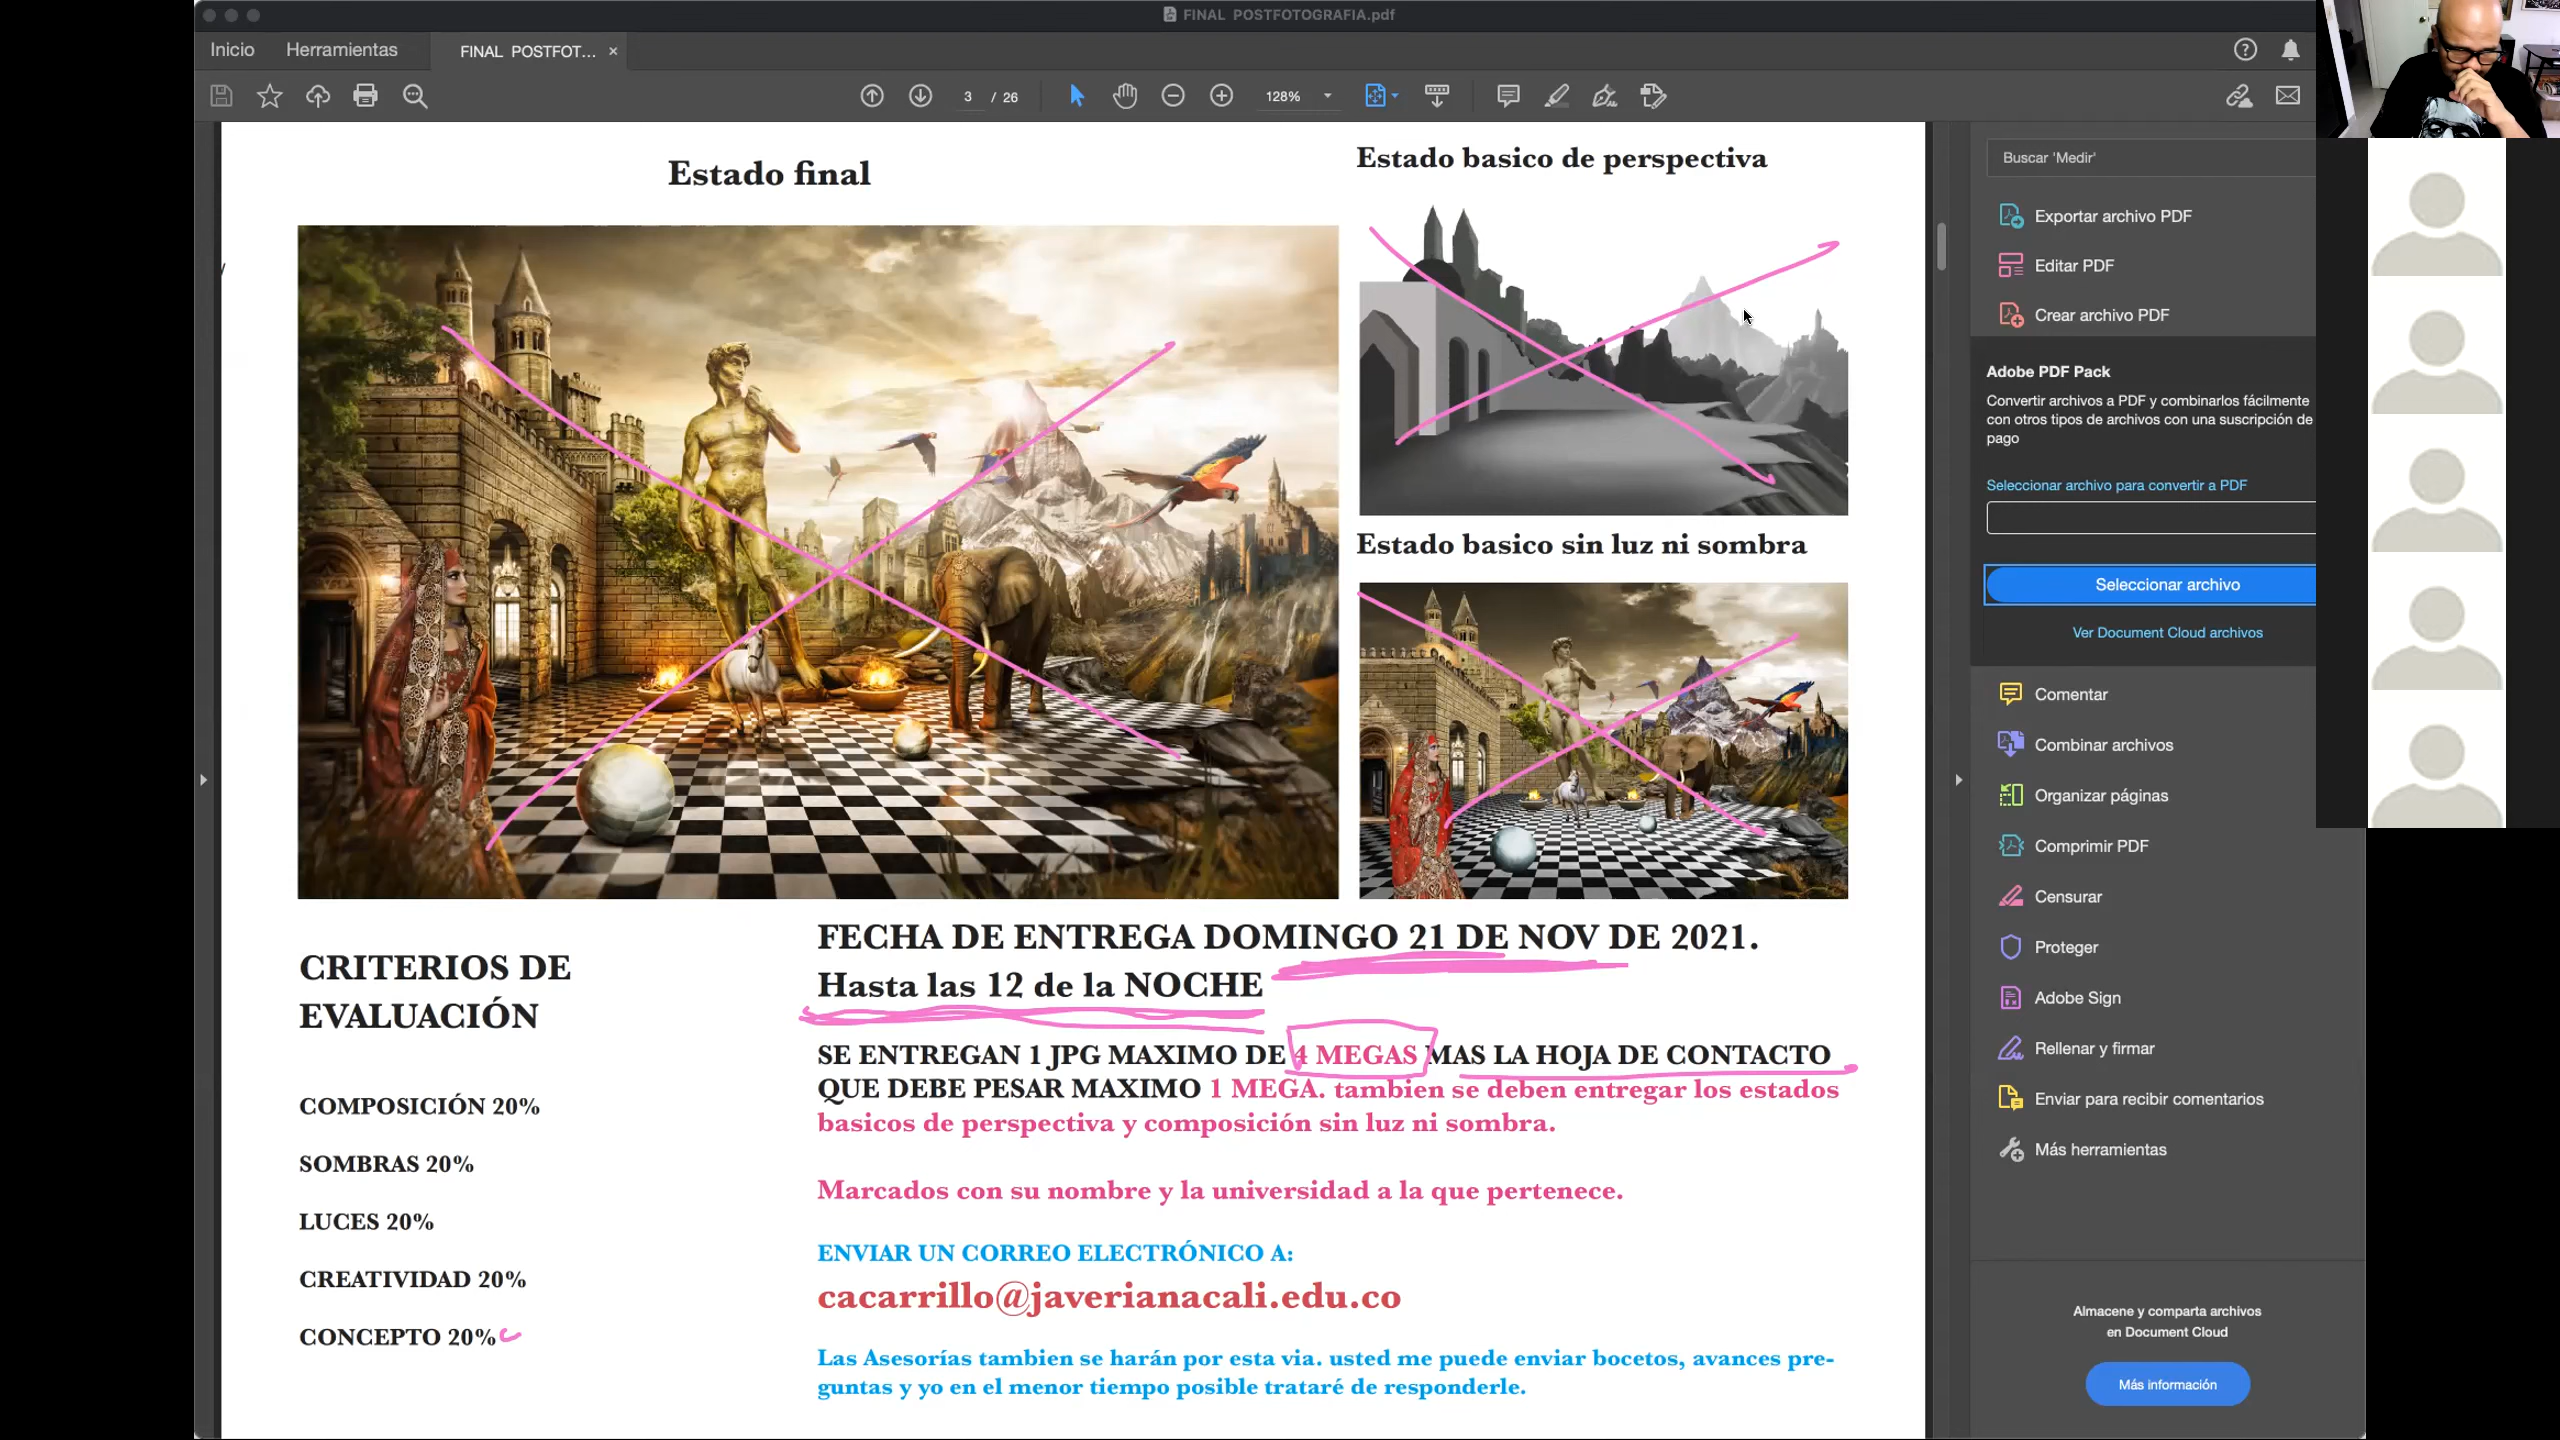 FINAL POSTFOTOGRAFIA.pdf
Inicio
Herramientas
FINAL POSTFOT...
3 / 26
128%
Estado final
Estado basico de perspectiva
Estado basico sin luz ni sombra
CRITERIOS DE
EVALUACIÓN
COMPOSICIÓN 20%
SOMBRAS 20%
LUCES 20%
CREATIVIDAD 20%
CONCEPTO 20%
FECHA DE ENTREGA DOMINGO 21 DE NOV DE 2021.
Hasta las 12 de la NOCHE
SE ENTREGAN 1 JPG MAXIMO DE 4 MEGAS MAS LA HOJA DE CONTACTO
QUE DEBE PESAR MAXIMO 1 MEGA. tambien se deben entregar los estados
basicos de perspectiva y composición sin luz ni sombra.
Marcados con su nombre y la universidad a la que pertenece.
ENVIAR UN CORREO ELECTRÓNICO A:
cacarrillo@javerianacali.edu.co
Las Asesorías tambien se harán por esta via. usted me puede enviar bocetos, avances pre-
guntas y yo en el menor tiempo posible trataré de responderle.
Buscar 'Medir'
Exportar archivo PDF
Editar PDF
Crear archivo PDF
Adobe PDF Pack
Convertir archivos a PDF y combinarlos fácilmente
con otros tipos de archivos con una suscripción de
pago
Seleccionar archivo para convertir a PDF
Seleccionar archivo
Ver Document Cloud archivos
Comentar
Combinar archivos
Organizar páginas
Comprimir PDF
Censurar
Proteger
Adobe Sign
Rellenar y firmar
Enviar para recibir comentarios
Más herramientas
Almacene y comparta archivos
en Document Cloud
Más información